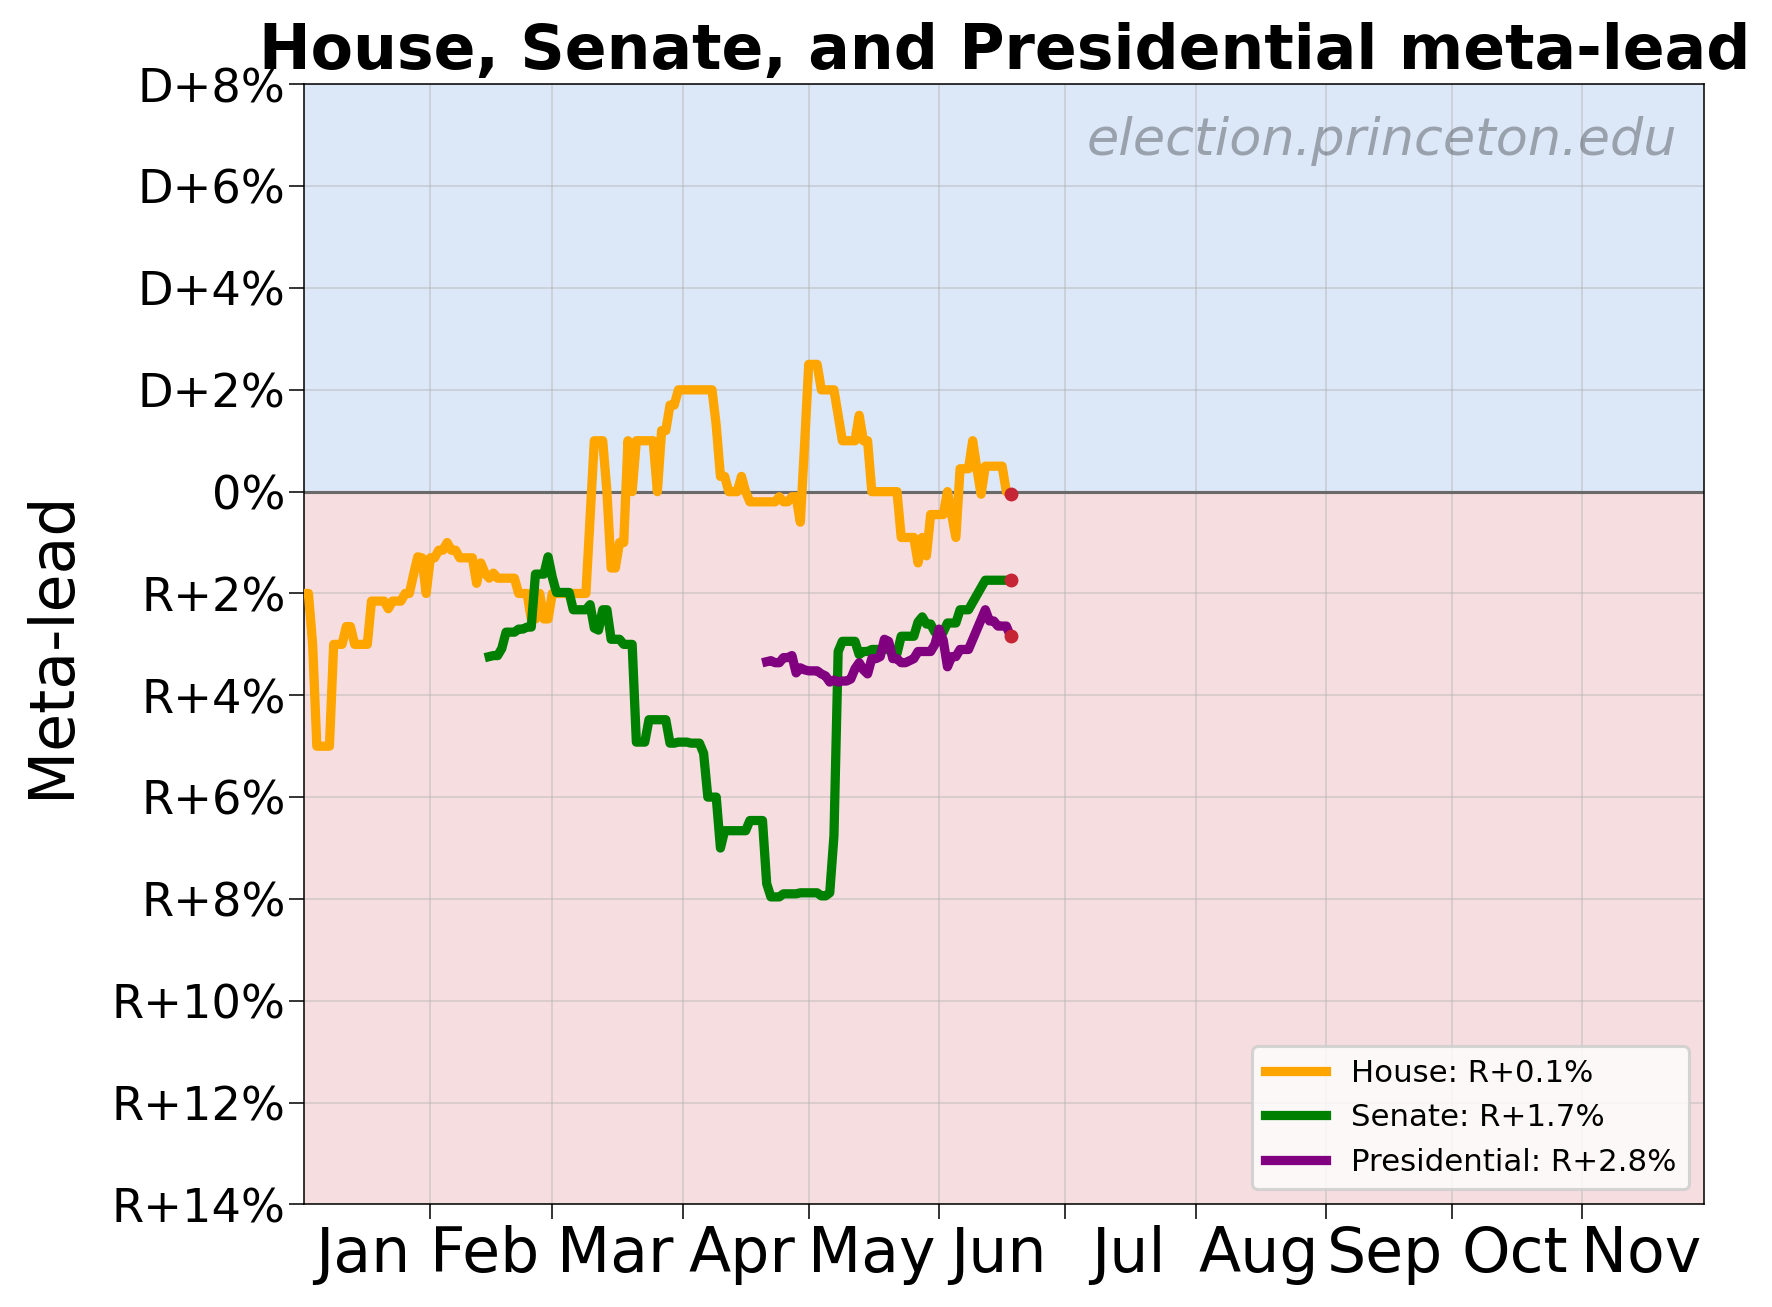 House, Senate, and Presidential meta-lead
election.princeton.edu
Meta-lead
D+8%
D+6%
D+4%
D+2%
0%
R+2%
R+4%
R+6%
R+8%
R+10%
R+12%
R+14%
House: R+0.1%
Senate: R+1.7%
Presidential: R+2.8%
Jan Feb Mar Apr May Jun Jul Aug Sep Oct Nov